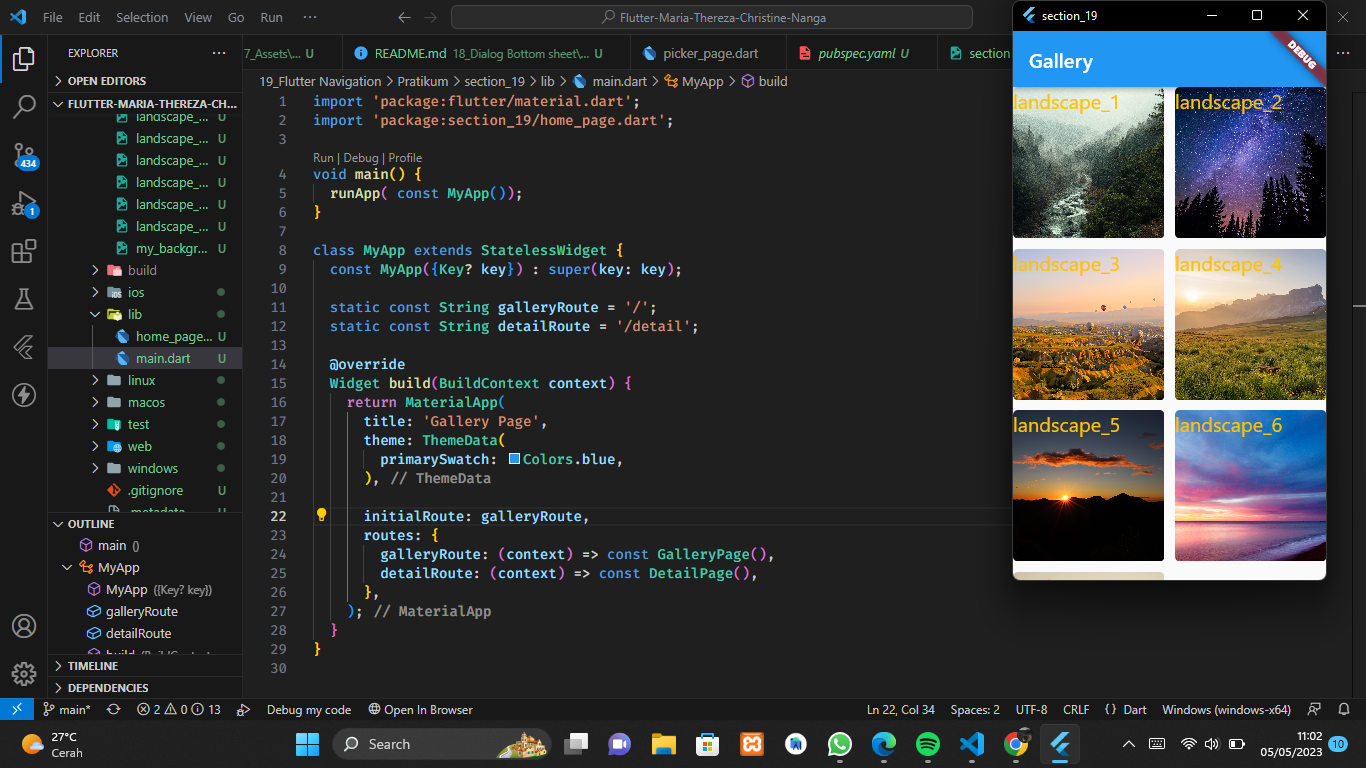 File Edit Selection View Go Run ··· Flutter-Maria-Thereza-Christine-Nanga
section_19
Gallery
DEBUG
landscape_1 landscape_2
landscape_3 landscape_4
landscape_5 landscape_6
EXPLORER ···
OPEN EDITORS
FLUTTER-MARIA-THEREZA-CH...
landscape_... U
landscape_... U
landscape_... U
landscape_... U
landscape_... U
landscape_... U
my_backgr... U
build
ios
lib
home_page... U
main.dart U
linux
macos
test
web
windows
.gitignore U
.metadata U
OUTLINE
main ()
MyApp
MyApp ({Key? key})
galleryRoute
detailRoute
build (BuildContext
TIMELINE
DEPENDENCIES
434
1
7_Assets\... U README.md 18_Dialog Bottom sheet\... U picker_page.dart pubspec.yaml U section ···
19_Flutter Navigation > Pratikum > section_19 > lib > main.dart > MyApp > build
1 import 'package:flutter/material.dart';
2 import 'package:section_19/home_page.dart';
3
Run | Debug | Profile
4 void main() {
5 runApp( const MyApp());
6 }
7
8 class MyApp extends StatelessWidget {
9 const MyApp({Key? key}) : super(key: key);
10
11 static const String galleryRoute = '/';
12 static const String detailRoute = '/detail';
13
14 @override
15 Widget build(BuildContext context) {
16 return MaterialApp(
17 title: 'Gallery Page',
18 theme: ThemeData(
19 primarySwatch: Colors.blue,
20 ), // ThemeData
21
22 initialRoute: galleryRoute,
23 routes: {
24 galleryRoute: (context) => const GalleryPage(),
25 detailRoute: (context) => const DetailPage(),
26 },
27 ); // MaterialApp
28 }
29 }
30
main* 2 0 13 Debug my code Open In Browser Ln 22, Col 34 Spaces: 2 UTF-8 CRLF {} Dart Windows (windows-x64)
27°C
Cerah
Search
11:02
05/05/2023
10